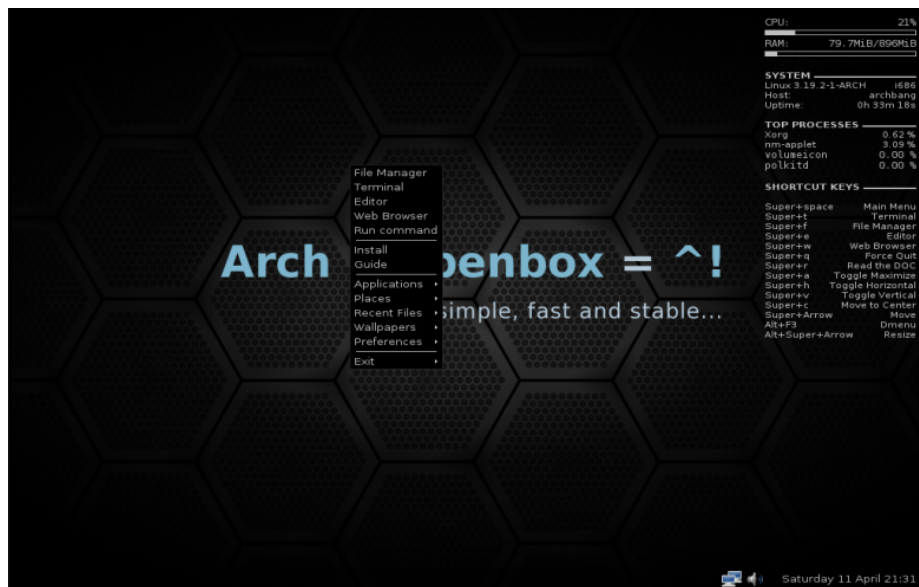 CPU: 21%
RAM: 79.7MiB/896MiB
SYSTEM
Linux 3.19.2-1-ARCH i686
Host: archbang
Uptime: 0h 33m 18s
TOP PROCESSES
Xorg 0.62 %
nm-applet 3.09 %
volumeicon 0.00 %
polkitd 0.00 %
SHORTCUT KEYS
Super+space Main Menu
Super+t Terminal
Super+f File Manager
Super+e Editor
Super+w Web Browser
Super+q Force Quit
Super+r Read the DOC
Super+a Toggle Maximize
Super+h Toggle Horizontal
Super+v Toggle Vertical
Super+c Move to Center
Super+Arrow Move
Alt+F3 Dmenu
Alt+Super+Arrow Resize
File Manager
Terminal
Editor
Web Browser
Run command
Install
Guide
Applications
Places
Recent Files
Wallpapers
Preferences
Exit
Arch penbox = ^!
simple, fast and stable...
Saturday 11 April 21:31